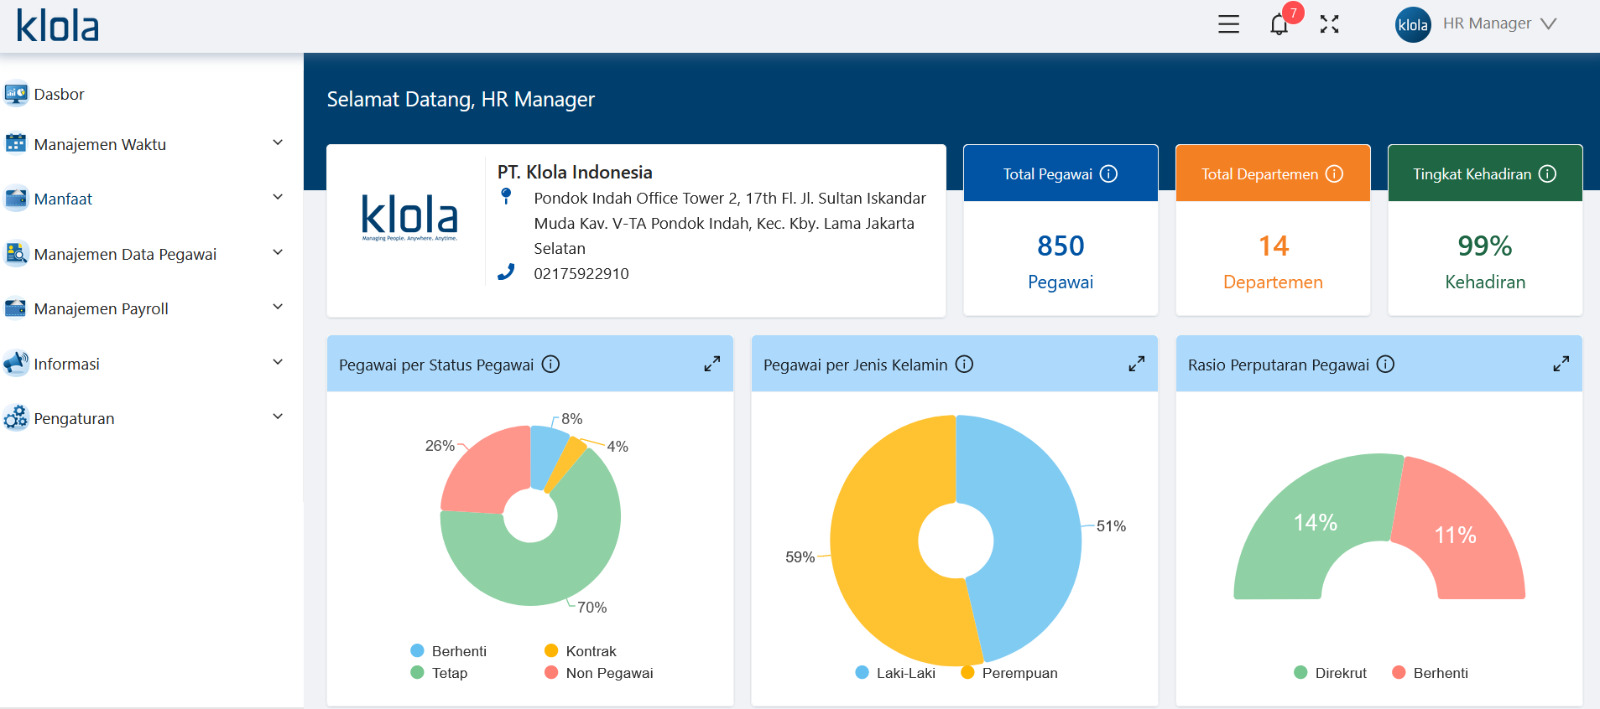 klola
7
klola
HR Manager
Dasbor
Manajemen Waktu
Manfaat
Manajemen Data Pegawai
Manajemen Payroll
Informasi
Pengaturan
Selamat Datang, HR Manager
klola
Managing People. Anywhere. Anytime.
PT. Klola Indonesia
Pondok Indah Office Tower 2, 17th Fl. Jl. Sultan Iskandar
Muda Kav. V-TA Pondok Indah, Kec. Kby. Lama Jakarta
Selatan
02175922910
Total Pegawai
850
Pegawai
Total Departemen
14
Departemen
Tingkat Kehadiran
99%
Kehadiran
Pegawai per Status Pegawai
8%
4%
26%
70%
Berhenti
Kontrak
Tetap
Non Pegawai
Pegawai per Jenis Kelamin
51%
59%
Laki-Laki
Perempuan
Rasio Perputaran Pegawai
14%
11%
Direkrut
Berhenti